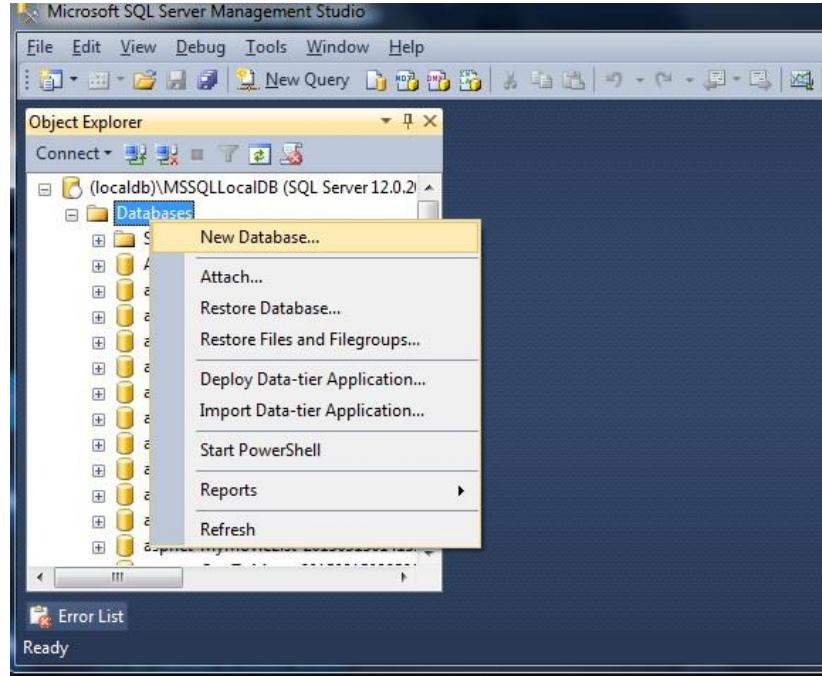 Microsoft SQL Server Management Studio
File Edit View Debug Tools Window Help
New Query
Object Explorer
Connect
(localdb)\MSSQLLocalDB (SQL Server 12.0.2
Databases
New Database...
Attach...
Restore Database...
Restore Files and Filegroups...
Deploy Data-tier Application...
Import Data-tier Application...
Start PowerShell
Reports
Refresh
Error List
Ready